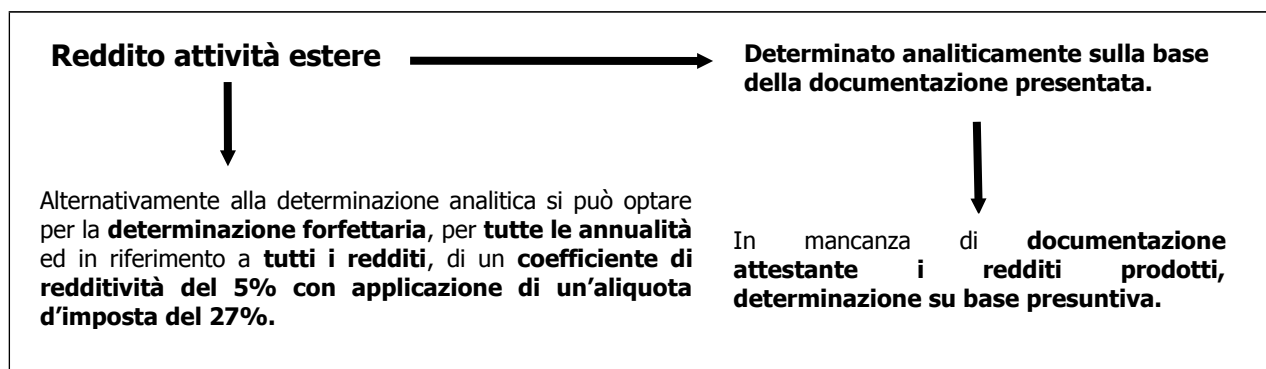 Reddito attività estere
Determinato analiticamente sulla base
della documentazione presentata.
Alternativamente alla determinazione analitica si può optare
per la determinazione forfettaria, per tutte le annualità
ed in riferimento a tutti i redditi, di un coefficiente di
redditività del 5% con applicazione di un’aliquota
d’imposta del 27%.
In mancanza di documentazione
attestante i redditi prodotti,
determinazione su base presuntiva.